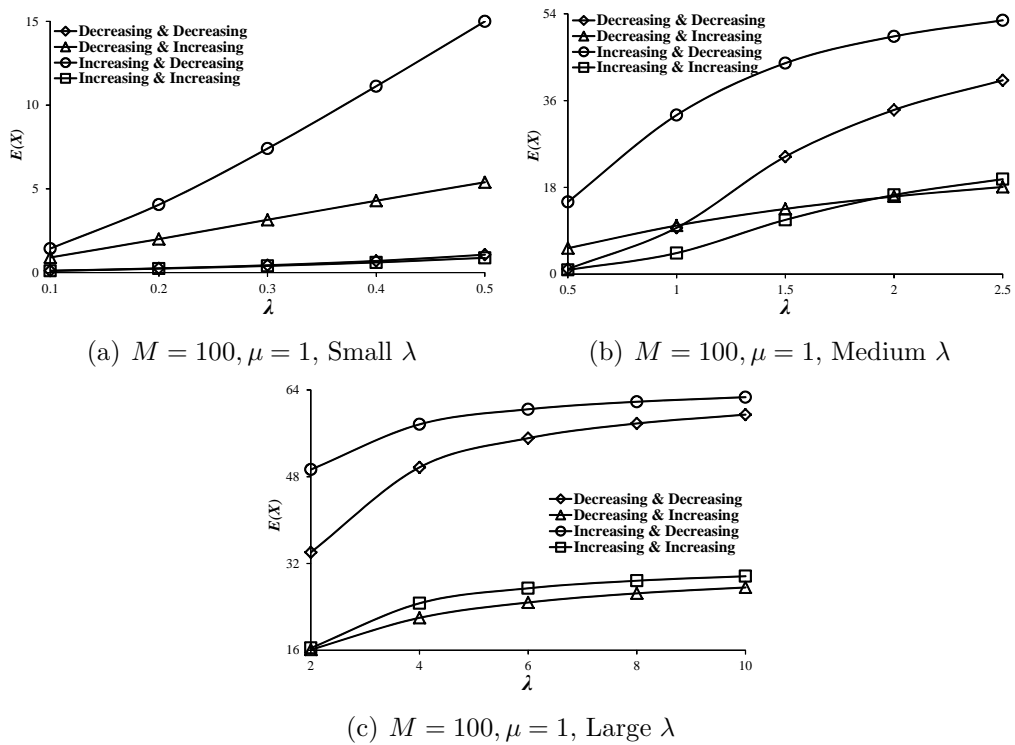 15
10
5
0
E(X)
Decreasing & Decreasing
Decreasing & Increasing
Increasing & Decreasing
Increasing & Increasing
0.1 0.2 0.3 0.4 0.5
λ
(a) M = 100, μ = 1, Small λ
54
36
18
0
E(X)
Decreasing & Decreasing
Decreasing & Increasing
Increasing & Decreasing
Increasing & Increasing
0.5 1 1.5 2 2.5
λ
(b) M = 100, μ = 1, Medium λ
64
48
32
16
E(X)
Decreasing & Decreasing
Decreasing & Increasing
Increasing & Decreasing
Increasing & Increasing
2 4 6 8 10
λ
(c) M = 100, μ = 1, Large λ